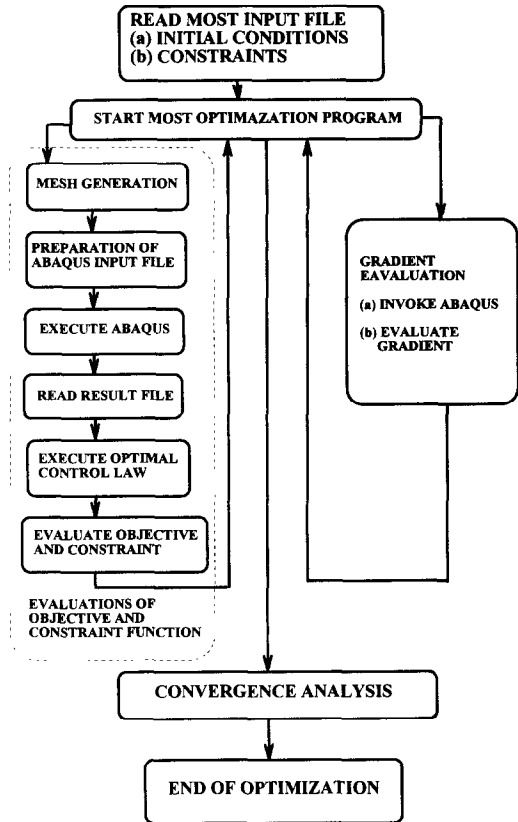 READ MOST INPUT FILE
(a) INITIAL CONDITIONS
(b) CONSTRAINTS
START MOST OPTIMAZATION PROGRAM
MESH GENERATION
PREPARATION OF
ABAQUS INPUT FILE
EXECUTE ABAQUS
READ RESULT FILE
EXECUTE OPTIMAL
CONTROL LAW
EVALUATE OBJECTIVE
AND CONSTRAINT
EVALUATIONS OF
OBJECTIVE AND
CONSTRAINT FUNCTION
GRADIENT
EAVALUATION
(a) INVOKE ABAQUS
(b) EVALUATE
GRADIENT
CONVERGENCE ANALYSIS
END OF OPTIMIZATION